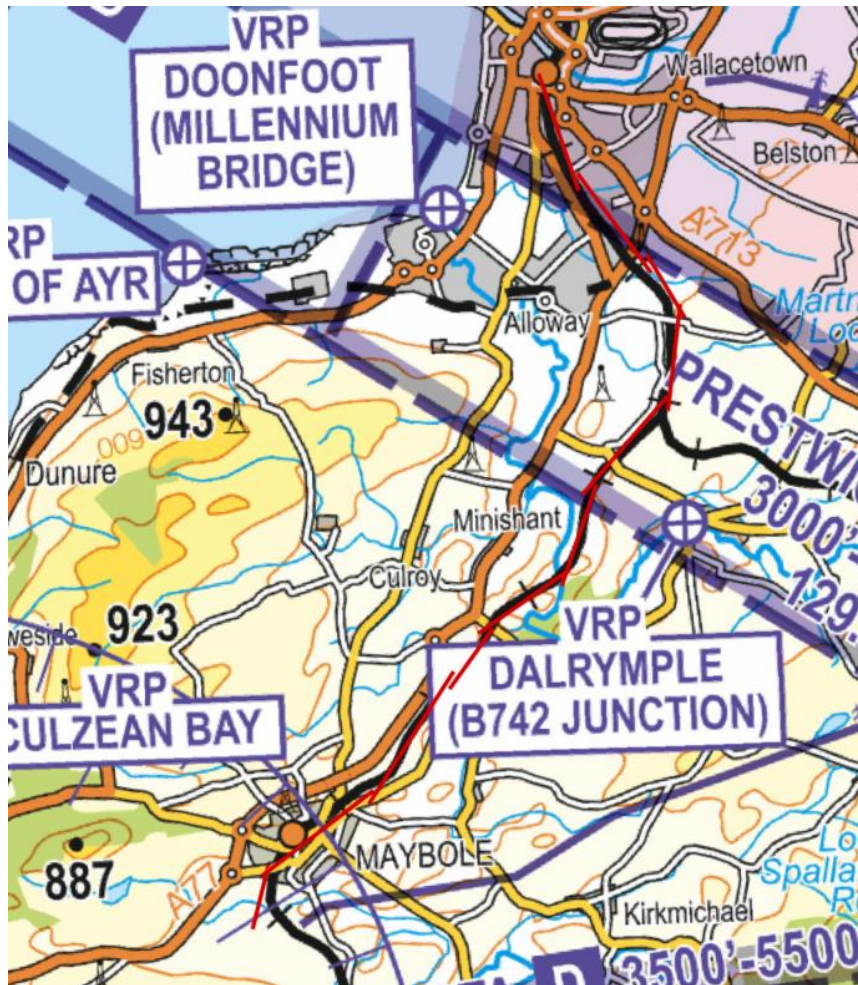 VRP
DOONFOOT
(MILLENNIUM
BRIDGE)
Wallacetown
Belston
A713
OF AYR
Alloway
Fisherton
943
009
Dunure
PRESTWI
3000'-
129.
Minishant
Culroy
923
VRP
DALRYMPLE
(B742 JUNCTION)
VRP
CULZEAN BAY
MAYBOLE
887
A77
Kirkmichael
D
3500'-5500